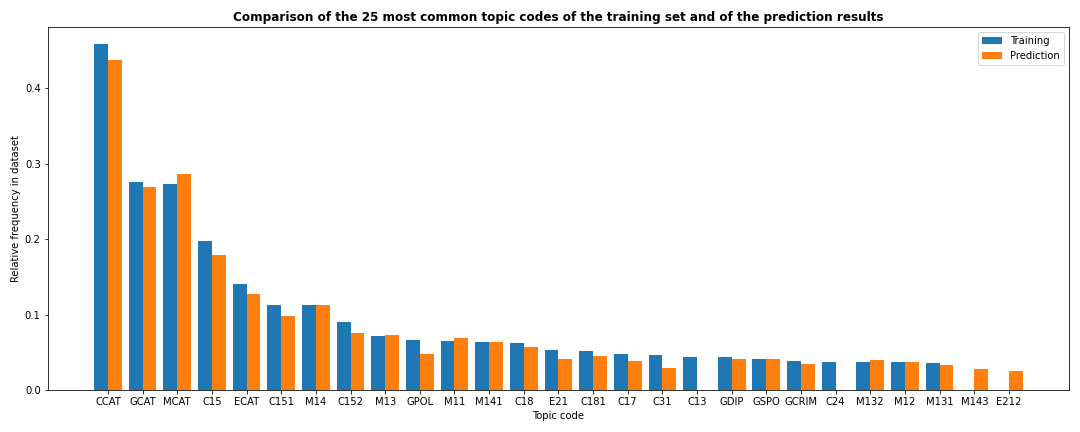 Comparison of the 25 most common topic codes of the training set and of the prediction results
Training
Prediction
Relative frequency in dataset
0.4
0.3
0.2
0.1
0.0
CCAT GCAT MCAT C15 ECAT C151 M14 C152 M13 GPOL M11 M141 C18 E21 C181 C17 C31 C13 GDIP GSPO GCRIM C24 M132 M12 M131 M143 E212
Topic code